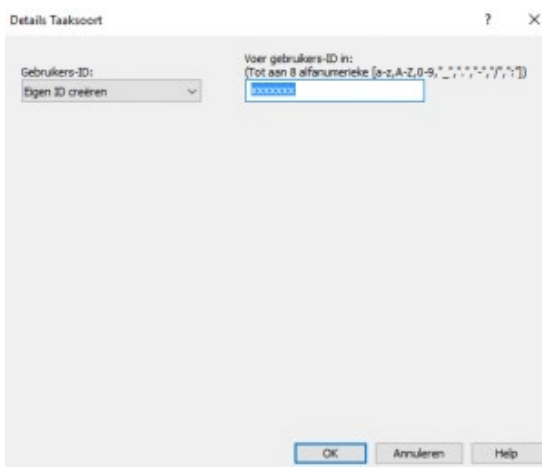 Details Taaksoort
Gebruikers-ID:
Eigen ID creëren
Voer gebruikers-ID in:
(Tot aan 8 alfanumerieke [a-z,A-Z,0-9,"_",".","-","/",":"])
xxxxxxx
OK
Annuleren
Help